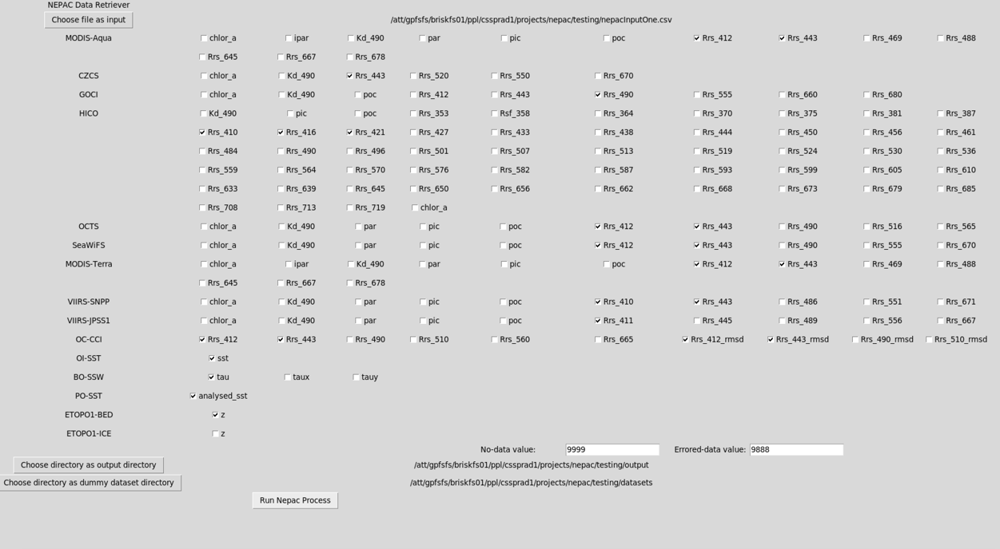 NEPAC Data Retriever
Choose file as input /att/gpfsfs/briskfs01/ppl/cssprad1/projects/nepac/testing/nepacInputOne.csv
MODIS-Aqua chlor_a ipar Kd_490 par pic poc Rrs_412 Rrs_443 Rrs_469 Rrs_488
Rrs_645 Rrs_667 Rrs_678
CZCS chlor_a Kd_490 Rrs_443 Rrs_520 Rrs_550 Rrs_670
GOCI chlor_a Kd_490 poc Rrs_412 Rrs_443 Rrs_490 Rrs_555 Rrs_660 Rrs_680
HICO Kd_490 pic poc Rrs_353 Rsf_358 Rrs_364 Rrs_370 Rrs_375 Rrs_381 Rrs_387
Rrs_410 Rrs_416 Rrs_421 Rrs_427 Rrs_433 Rrs_438 Rrs_444 Rrs_450 Rrs_456 Rrs_461
Rrs_484 Rrs_490 Rrs_496 Rrs_501 Rrs_507 Rrs_513 Rrs_519 Rrs_524 Rrs_530 Rrs_536
Rrs_559 Rrs_564 Rrs_570 Rrs_576 Rrs_582 Rrs_587 Rrs_593 Rrs_599 Rrs_605 Rrs_610
Rrs_633 Rrs_639 Rrs_645 Rrs_650 Rrs_656 Rrs_662 Rrs_668 Rrs_673 Rrs_679 Rrs_685
Rrs_708 Rrs_713 Rrs_719 chlor_a
OCTS chlor_a Kd_490 par pic poc Rrs_412 Rrs_443 Rrs_490 Rrs_516 Rrs_565
SeaWiFS chlor_a Kd_490 par pic poc Rrs_412 Rrs_443 Rrs_490 Rrs_555 Rrs_670
MODIS-Terra chlor_a ipar Kd_490 par pic poc Rrs_412 Rrs_443 Rrs_469 Rrs_488
Rrs_645 Rrs_667 Rrs_678
VIIRS-SNPP chlor_a Kd_490 par pic poc Rrs_410 Rrs_443 Rrs_486 Rrs_551 Rrs_671
VIIRS-JPSS1 chlor_a Kd_490 par pic poc Rrs_411 Rrs_445 Rrs_489 Rrs_556 Rrs_667
OC-CCI Rrs_412 Rrs_443 Rrs_490 Rrs_510 Rrs_560 Rrs_665 Rrs_412_rmsd Rrs_443_rmsd Rrs_490_rmsd Rrs_510_rmsd
OI-SST sst
BO-SSW tau taux tauy
PO-SST analysed_sst
ETOPO1-BED z
ETOPO1-ICE z
No-data value: 9999 Errored-data value: 9888
Choose directory as output directory /att/gpfsfs/briskfs01/ppl/cssprad1/projects/nepac/testing/output
Choose directory as dummy dataset directory /att/gpfsfs/briskfs01/ppl/cssprad1/projects/nepac/testing/datasets
Run Nepac Process